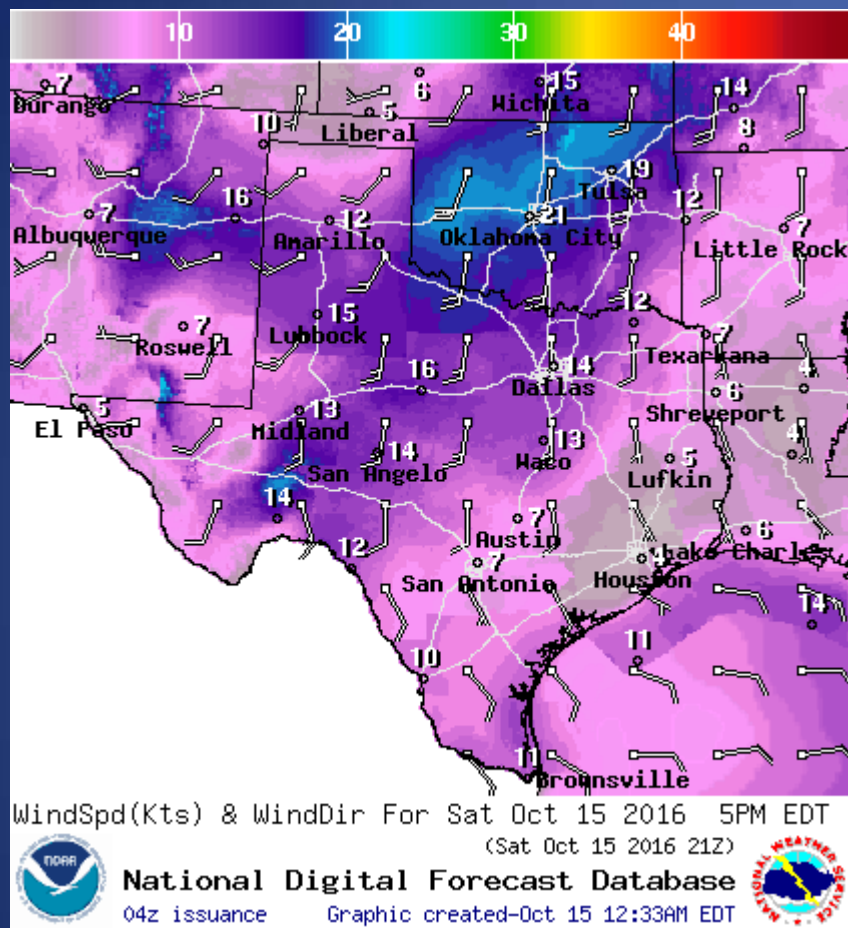 10 20 30 40
7 6 15 14
Durango Wichita
5
Liberal
10 8
19
Tulsa
7 16 12 21 12 7
Albuquerque Amarillo Oklahoma City Little Rock
7 15 12 7
Roswell Lubbock Texarkana
16 14 4
Dallas
5 13 6
El Paso Midland Shreveport
14 13 5 4
San Angelo Waco Lufkin
14 7 6
Austin Lake Charles
12 7 4
San Antonio Houston
14
10 11
11
Brownsville
WindSpd(Kts) & WindDir For Sat Oct 15 2016 5PM EDT
(Sat Oct 15 2016 21Z)
NOAA
National Digital Forecast Database
04z issuance Graphic created-Oct 15 12:33AM EDT
NATIONAL WEATHER SERVICE